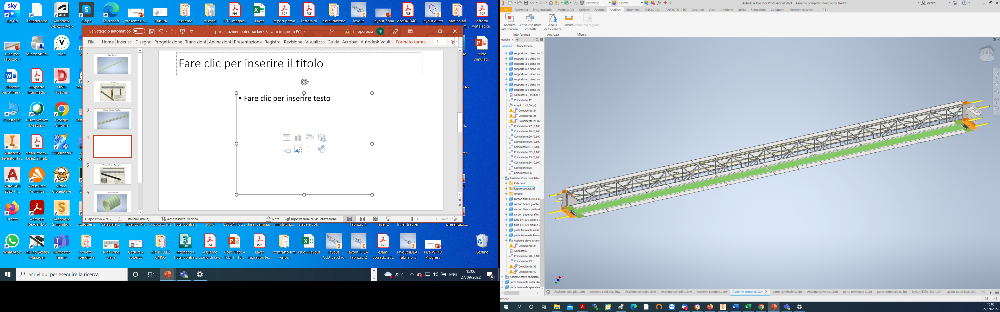 Sky Go
Thunderbird
Autodesk
Desktop App
Skype
Microsoft
presentazio...
Cattura
assieme
disegni
HTS_magne...
Layer
report prova
Lettera di
assicurazione
layout
Layout Zona
doc041340...
layout outer
particolari
offerta
watajet ce...
slide per
Fabrizio 1
MicrosoftPr...
Vibe
slide
simulati...
Rinnovo
part-time -...
supporto
intermedi...
DWG
TrueVie...
Questo PC
Cisco Webex
Meetings
Google
Chrome
Autodesk
Inventor Pr...
clean_room...
fase2_9_trat...
CDBurnerXP
AutoCAD
2020 - I...
Avast Free
Antivirus
Virtual
CloneDrive
Firefox
Acrobat
Reader DC
Autodesk
Simulatio...
Salvataggio automatico
presentazione outer tracker • Salvato in questo PC
filippo bosi
FB
File Home Inserisci Disegno Progettazione Transizioni Animazioni Presentazione Registra Revisione Visualizza Guida Acrobat Autodesk Vault Formato forma
1
Cold Stave
2
Cold Stave
3
Stave Outer Tracker
4
5
Stave Outer Tracker
6
Outer Tracker
Fare clic per inserire il titolo
• Fare clic per inserire testo
Diapositiva 4 di 7
Italiano (Italia)
Accessibilità: verifica
Note
Impostazioni di visualizzazione
69%
Autodes...
Catastale t...
Inventor Pr...
supporto in...
flussi contra...
9176
LOSON FCC ...
Pisa, Lamina...
minifitting...
stave e col...
fabrizio_1
layer 2
Inner tracker
presentazio...
WhatsApp
Inkling Sketch
Manager
Microsoft
Teams
bollette
iperdrola
slide long
stave
Cattura x
roberto
file BELLE2
CMOS
Interfaccia
flussi contra...
Assieme
piano di lav...
Cold Plate 4
Tubi T=15°...
Layer
radiation le...
contratto tim
vision
Nuovi layout
layout
CLD_vecchio
layout IDEA-
fabrizio_2
esami
corrado 20...
layout IDEA-
fabrizio_3
Pisa WP10
Progress
Cestino
Scrivi qui per eseguire la ricerca
22°C
ENG
15:06
27/09/2022
4
Materiale
Aspetto
Autodesk Inventor Professional 2021 Assieme completo stave outer tracker
Accedi
File Assembla Progettazione Modello 3D Schizzo Annota Analizza Strumenti ANSYS 18.1 ANSYS 2019 R2 Gestione Vista Ambienti Inizia Simulation Collabora Elettromeccanico
Analizza
interferenza
Attiva risolutore
contatti
Analisi
di tolleranza
Misura
Proprietà regione
Interferenza
Analizza
Misura
Modello
Assieme | Modellazione
supporto a c piano in
supporto a c piano in
supporto a c piano in
supporto a c piano in
supporto a c piano in
supporto a c piano in
supporto a c piano in
supporto a c piano in
Allineato:3 (-15,000 r
Coincidente:12
Angolo:1 (0,00 gr)
Coincidente:24
Coincidente:25
Coincidente:26 (6
Coincidente:27 (0,100
Coincidente:28 (0,100
Coincidente:29 (0,100
Coincidente:30 (0,100
Coincidente:31 (0,100
Coincidente:32 (0,100
Coincidente:33 (0,100
Coincidente:34 (0,100
Coincidente:35
Coincidente:36
Assieme stave completo
Relazioni
Rappresentazioni
Origine
carbon fiber KDU13 1
carbon fleece grafite
carbon fleece piatto 4
carbon paper-grafite
tubo L=1370 diam e 2
tubo L=1370 diam e 2
parte terminale asola
parte terminale bassa
Assieme stave estern
Coincidente:24
Allineato:6
Coincidente:28 (0,100
Coincidente:35
Coincidente:39
Coincidente:40
Assieme stave completo
parte terminale outer sta
parte terminale speculare
Assieme cold pla...iam
Assieme cold pla...idw
Assieme complet...iam
Assieme complet...idw
Assieme complet...idw
Assieme complet...iam
parte terminale a...ipt
Assieme stave co...iam
parte terminale s...ipt
parte terminale o...ipt
layout IDEA- fabr...ipt
layout outer laye...ipt
Pronto
181 42
15:06
27/09/2022